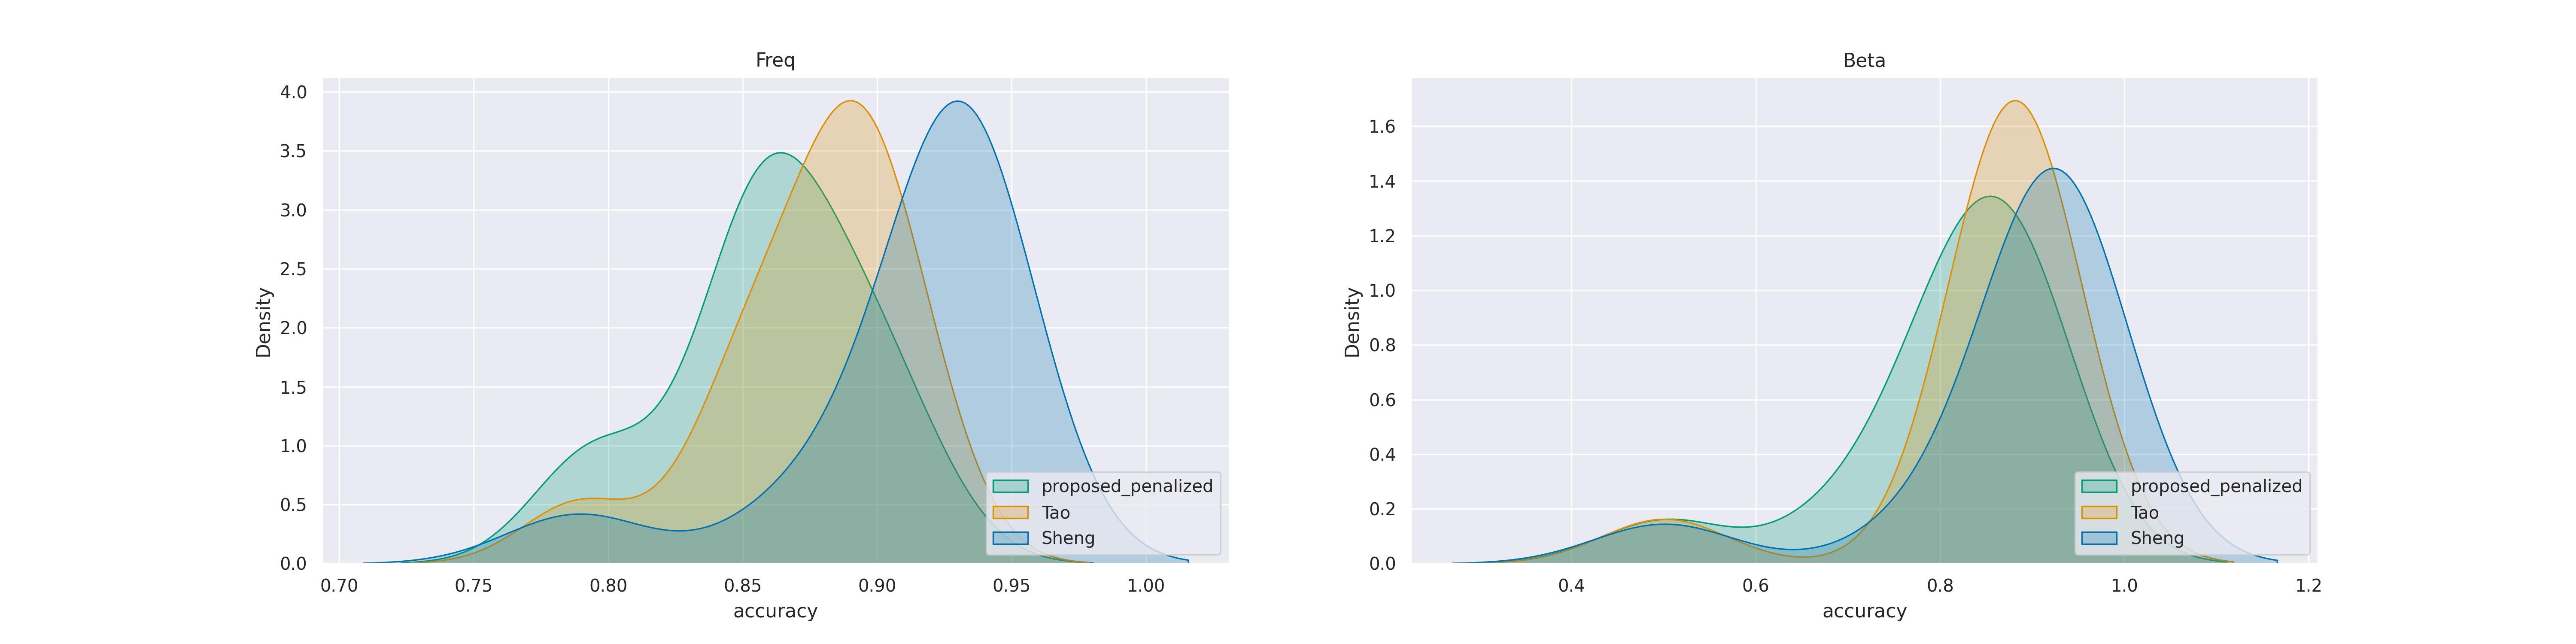 Freq
Density
4.0
3.5
3.0
2.5
2.0
1.5
1.0
0.5
0.0
0.70 0.75 0.80 0.85 0.90 0.95 1.00
accuracy
proposed_penalized
Tao
Sheng
Beta
Density
1.6
1.4
1.2
1.0
0.8
0.6
0.4
0.2
0.0
0.4 0.6 0.8 1.0 1.2
accuracy
proposed_penalized
Tao
Sheng